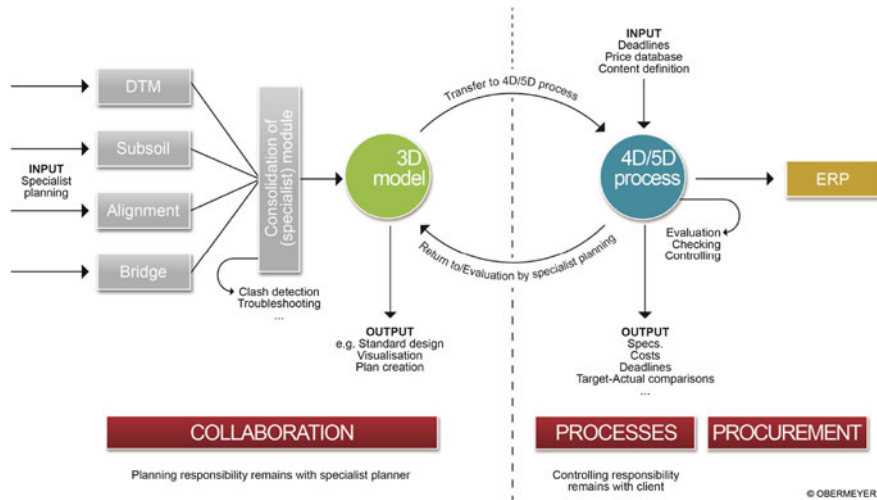 DTM
Subsoil
INPUT
Specialist
planning
Alignment
Bridge
Consolidation of
(specialist) module
Clash detection
Troubleshooting
...
3D
model
OUTPUT
e.g. Standard design
Visualisation
Plan creation
Transfer to 4D/5D process
Return to/Evaluation by specialist planning
INPUT
Deadlines
Price database
Content definition
4D/5D
process
ERP
Evaluation
Checking
Controlling
OUTPUT
Specs.
Costs
Deadlines
Target-Actual comparisons
...
COLLABORATION
PROCESSES
PROCUREMENT
Planning responsibility remains with specialist planner
Controlling responsibility
remains with client
© OBERMEYER